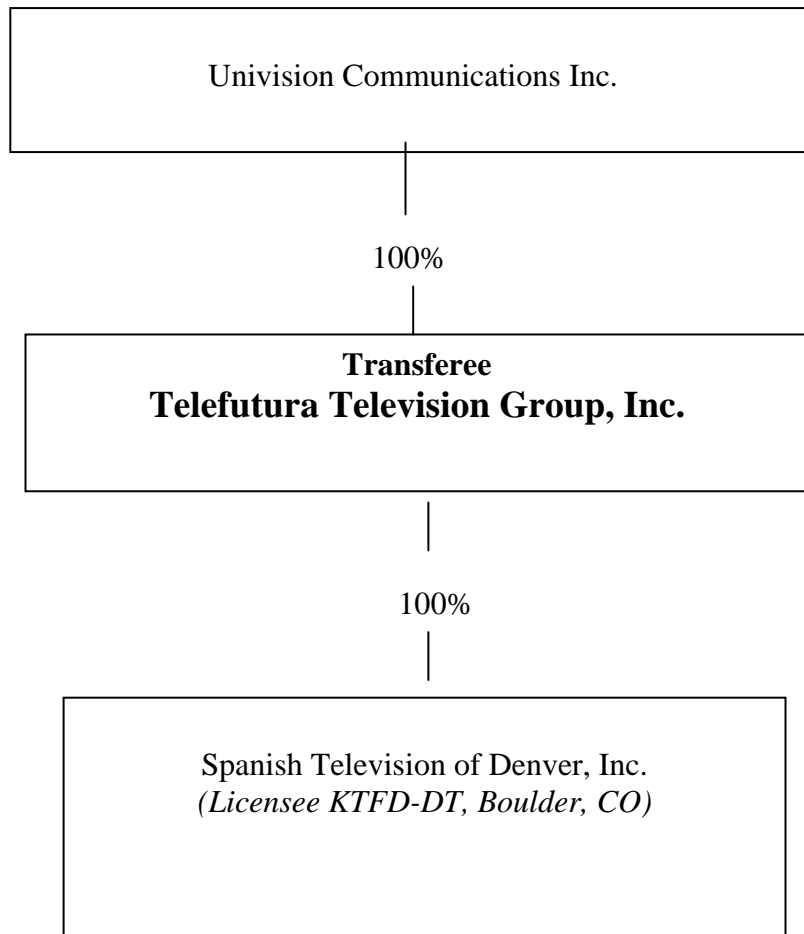 Univision Communications Inc.
100%
Transferee
Telefutura Television Group, Inc.
100%
Spanish Television of Denver, Inc.
(Licensee KTFD-DT, Boulder, CO)